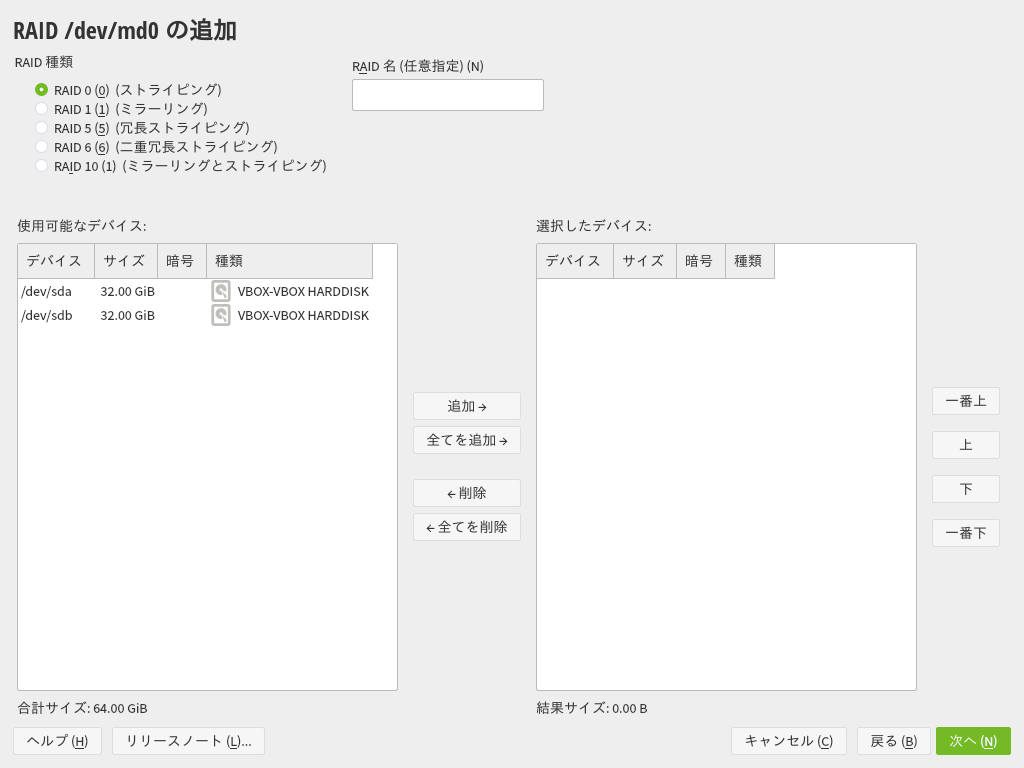 RAID /dev/md0 の追加
RAID 種類
RAID 0 (0) (ストライピング)
RAID 1 (1) (ミラーリング)
RAID 5 (5) (冗長ストライピング)
RAID 6 (6) (二重冗長ストライピング)
RAID 10 (1) (ミラーリングとストライピング)
RAID 名 (任意指定) (N)
使用可能なデバイス:
デバイス サイズ 暗号 種類
/dev/sda 32.00 GiB VBOX-VBOX HARDDISK
/dev/sdb 32.00 GiB VBOX-VBOX HARDDISK
合計サイズ: 64.00 GiB
追加→
全てを追加→
←削除
←全てを削除
選択したデバイス:
デバイス サイズ 暗号 種類
結果サイズ: 0.00 B
一番上
上
下
一番下
ヘルプ (H) リリースノート (L)... キャンセル (C) 戻る (B) 次へ (N)